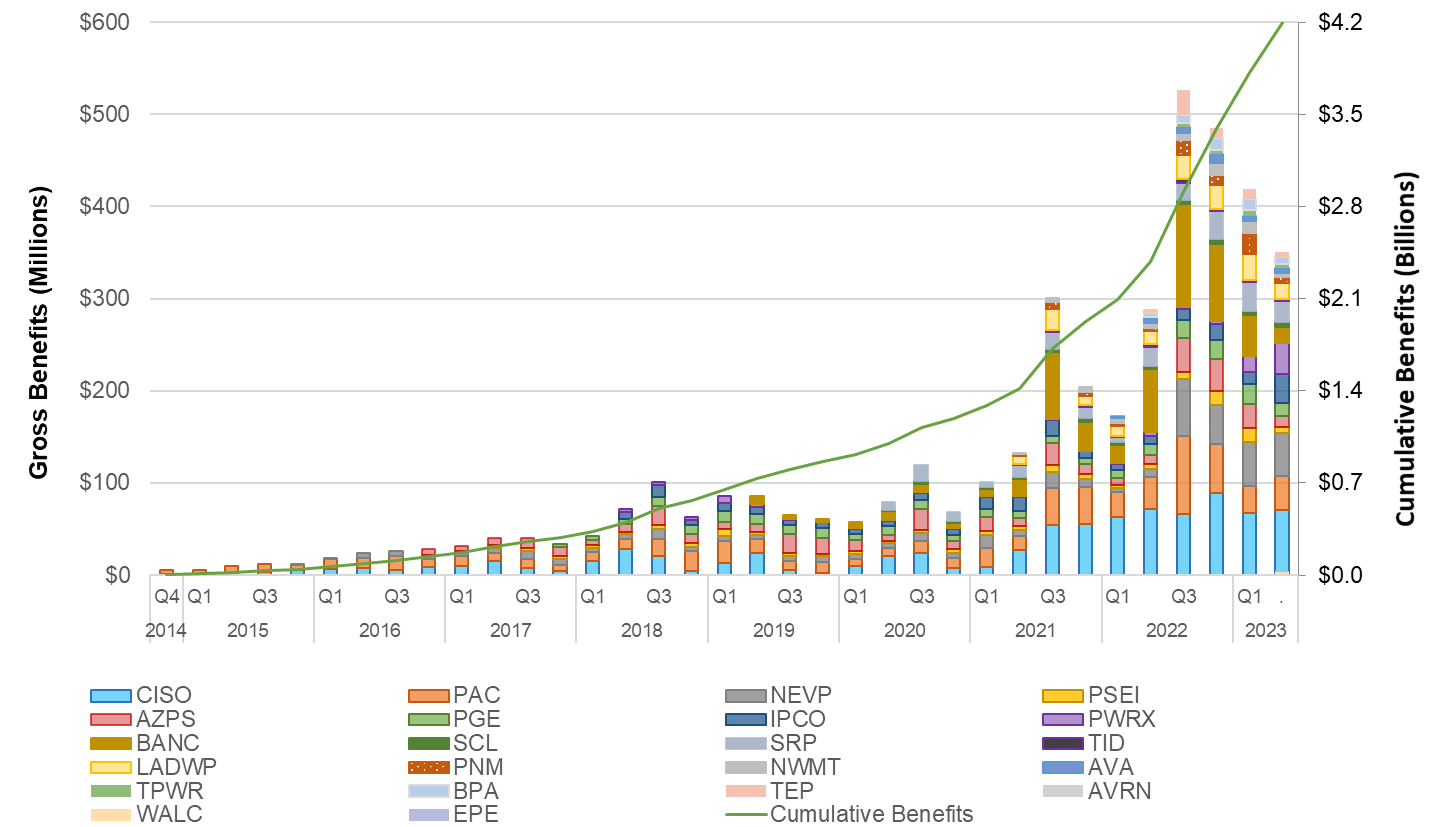 $600 $4.2
$500 $3.5
$400 $2.8
$300 $2.1
$200 $1.4
$100 $0.7
$0 $0.0
Gross Benefits (Millions)
Cumulative Benefits (Billions)
Q4 Q1 Q3 Q1 Q3 Q1 Q3 Q1 Q3 Q1 Q3 Q1 Q3 Q1 Q3 Q1 Q3 Q1 .
2014 2015 2016 2017 2018 2019 2020 2021 2022 2023
CISO PAC NEVP PSEI
AZPS PGE IPCO PWRX
BANC SCL SRP TID
LADWP PNM NWMT AVA
TPWR BPA TEP AVRN
WALC EPE Cumulative Benefits